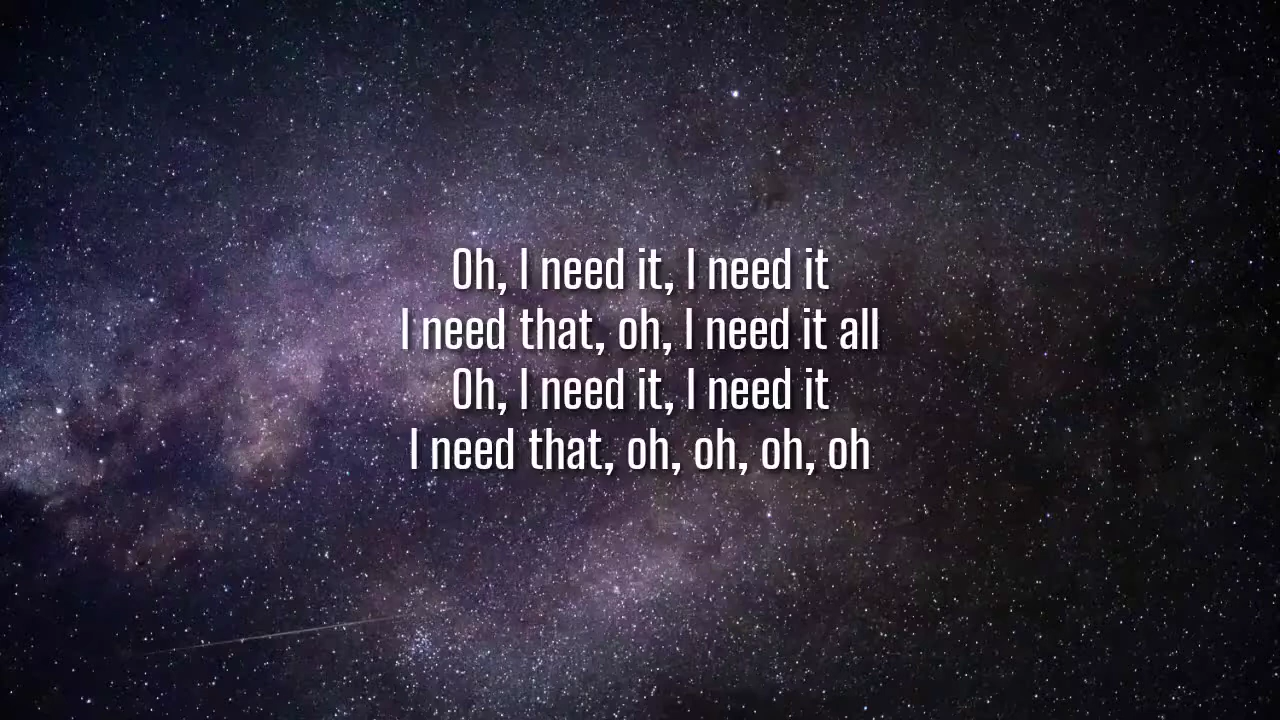 Oh, I need it, I need it
I need that, oh, I need it all
Oh, I need it, I need it
I need that, oh, oh, oh, oh